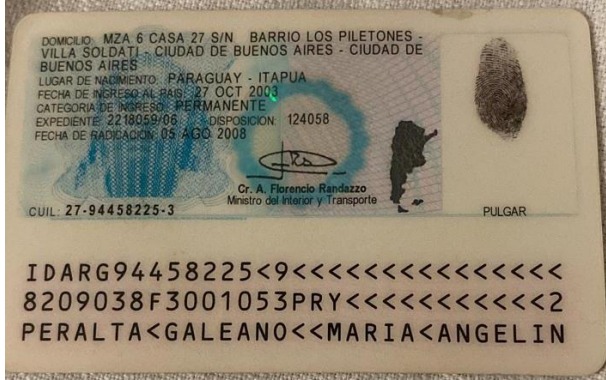 DOMICILIO: MZA 6 CASA 27 S/N BARRIO LOS PILETONES -
VILLA SOLDATI - CIUDAD DE BUENOS AIRES - CIUDAD DE
BUENOS AIRES
LUGAR DE NACIMIENTO: PARAGUAY - ITAPUA
FECHA DE INGRESO AL PAIS: 27 OCT 2003
CATEGORIA DE INGRESO: PERMANENTE
EXPEDIENTE: 2218059/06 DISPOSICION: 124058
FECHA DE RADICACION: 05 AGO 2008
Cr. A. Florencio Randazzo
Ministro del Interior y Transporte
CUIL: 27-94458225-3
PULGAR
IDARG94458225<9<<<<<<<<<<<<<<<
8209038F3001053PRY<<<<<<<<<<<2
PERALTA<GALEANO<<MARIA<ANGELIN